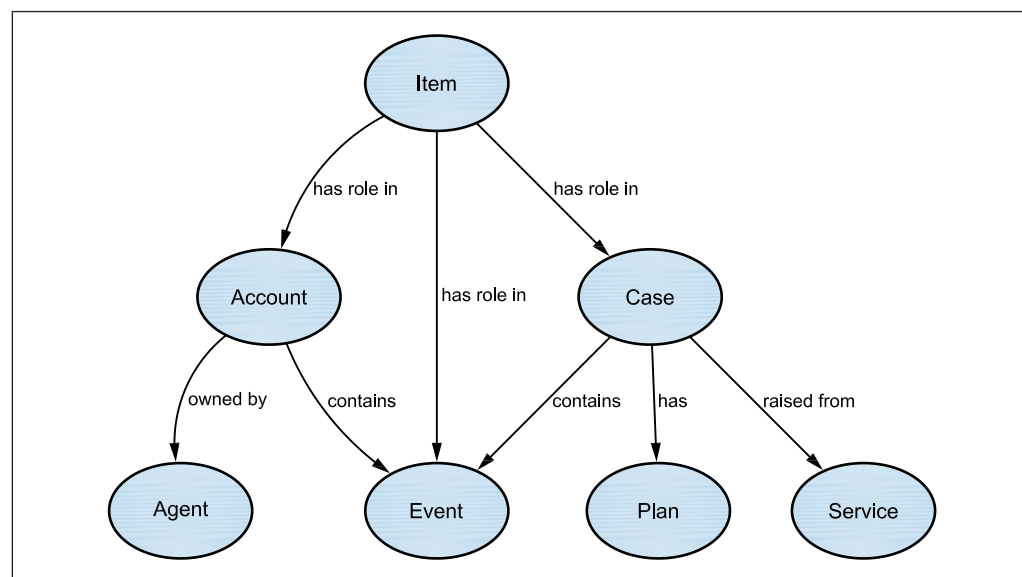 Item
has role in
has role in
Account
has role in
Case
owned by
contains
contains
has
raised from
Agent
Event
Plan
Service